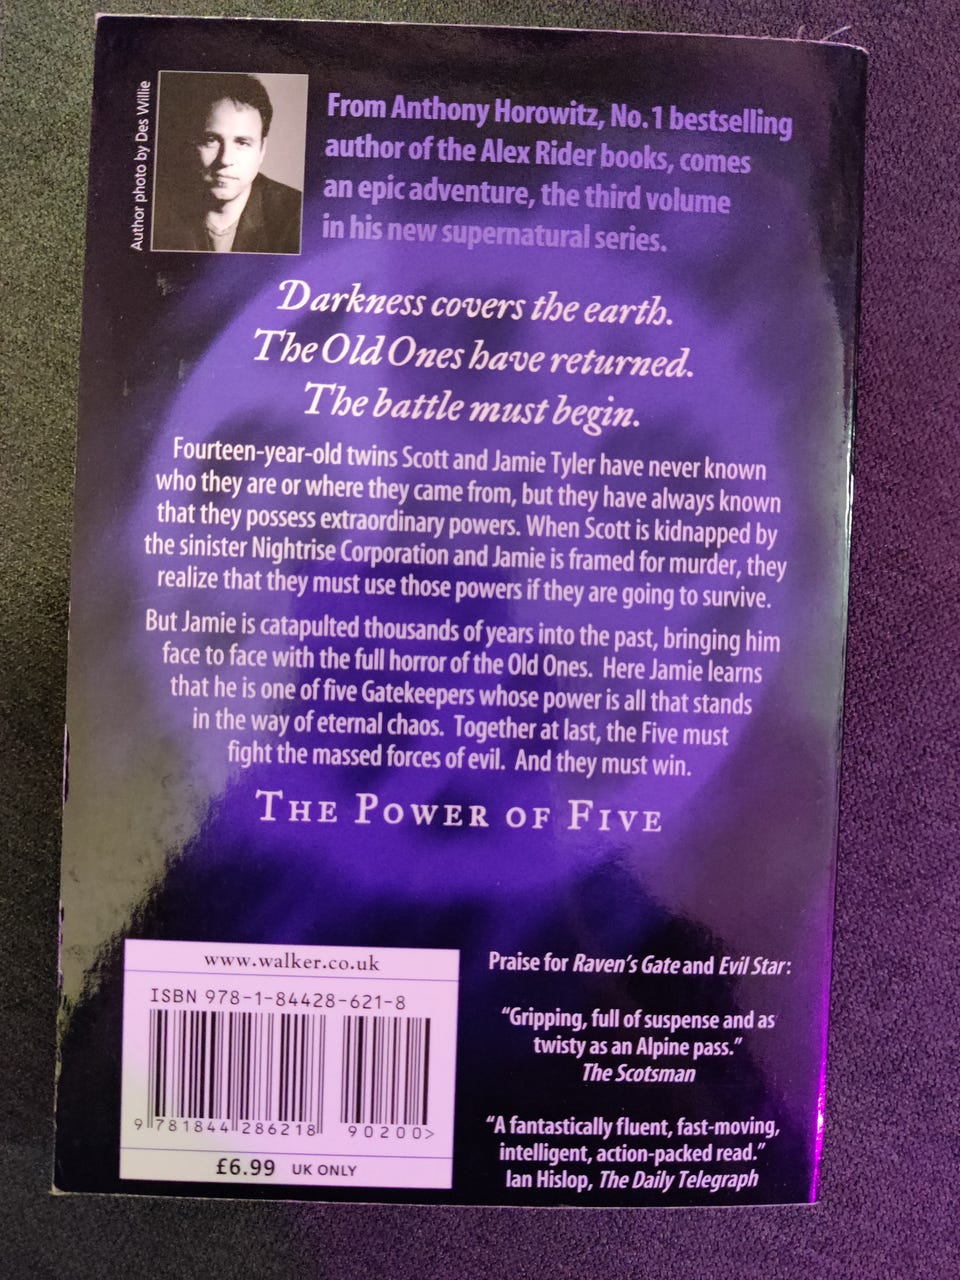 Author photo by Des Willie
From Anthony Horowitz, No.1 bestselling
author of the Alex Rider books, comes
an epic adventure, the third volume
in his new supernatural series.
Darkness covers the earth.
The Old Ones have returned.
The battle must begin.
Fourteen-year-old twins Scott and Jamie Tyler have never known
who they are or where they came from, but they have always known
that they possess extraordinary powers. When Scott is kidnapped by
the sinister Nightrise Corporation and Jamie is framed for murder, they
realize that they must use those powers if they are going to survive.
But Jamie is catapulted thousands of years into the past, bringing him
face to face with the full horror of the Old Ones. Here Jamie learns
that he is one of five Gatekeepers whose power is all that stands
in the way of eternal chaos. Together at last, the Five must
fight the massed forces of evil. And they must win.
THE POWER OF FIVE
www.walker.co.uk
ISBN 978-1-84428-621-8
9 781844 286218
90200>
£6.99 UK ONLY
Praise for Raven's Gate and Evil Star:
“Gripping, full of suspense and as
twisty as an Alpine pass.”
The Scotsman
“A fantastically fluent, fast-moving,
intelligent, action-packed read.”
Ian Hislop, The Daily Telegraph